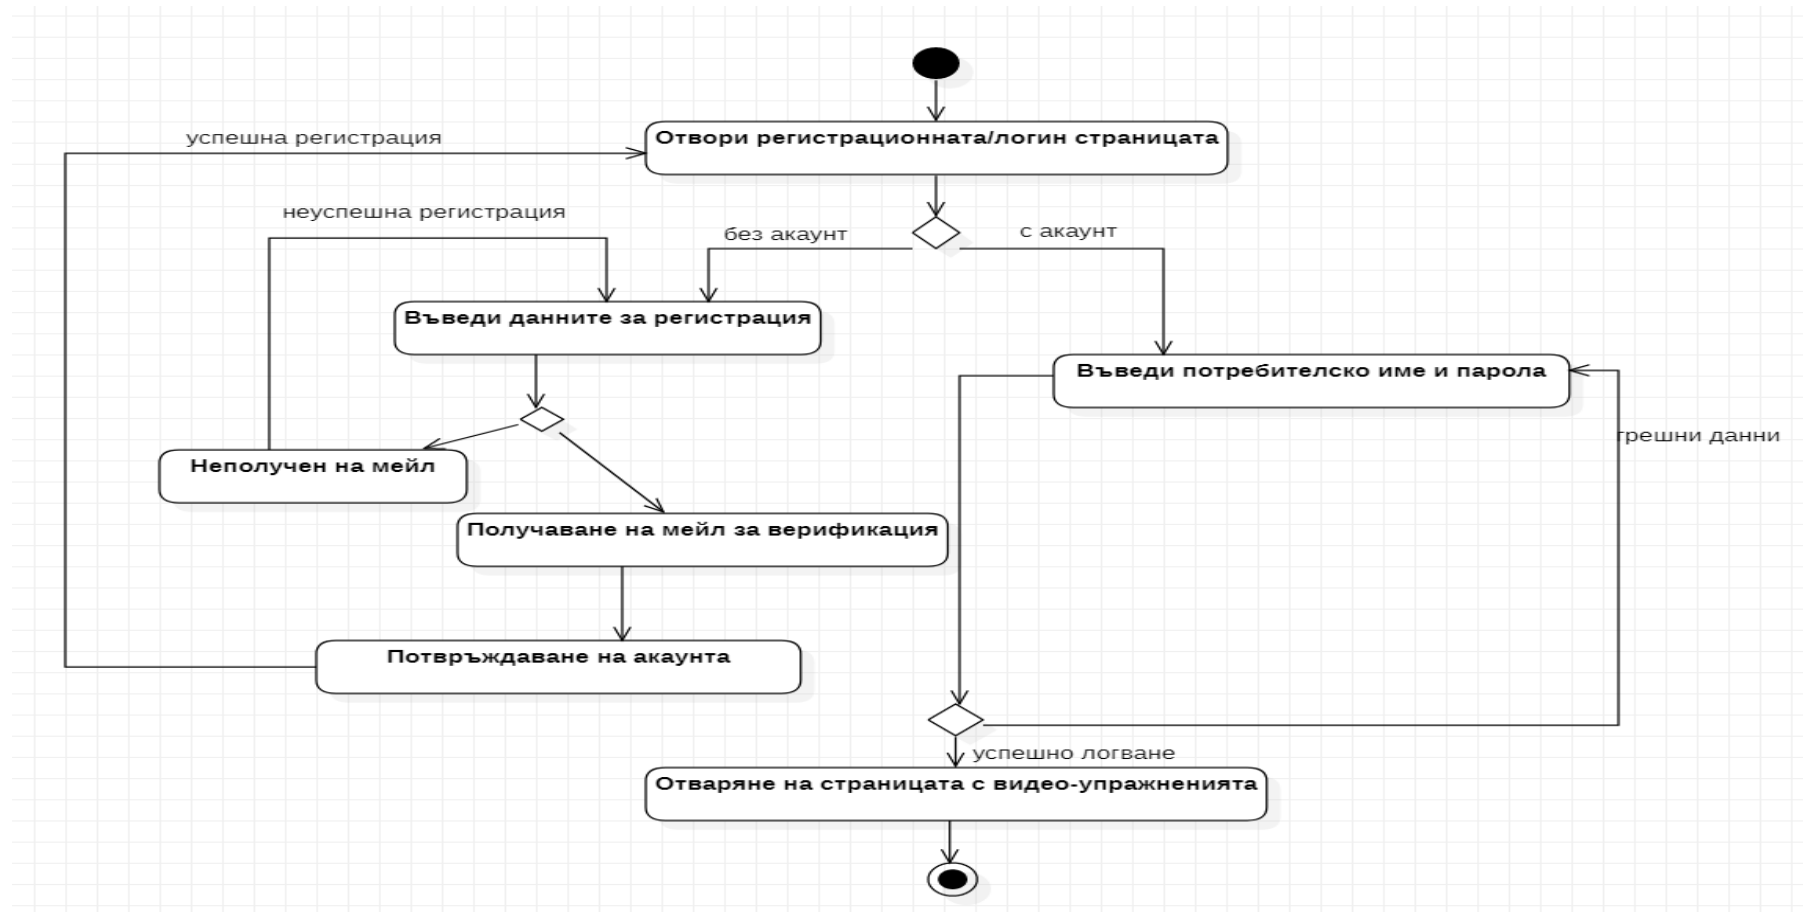 успешна регистрация
Отвори регистрационната/логин страницата
неуспешна регистрация
без акаунт
с акаунт
Въведи данните за регистрация
Въведи потребителско име и парола
грешни данни
Неполучен на мейл
Получаване на мейл за верификация
Потвръждаване на акаунта
успешно логване
Отваряне на страницата с видео-упражненията